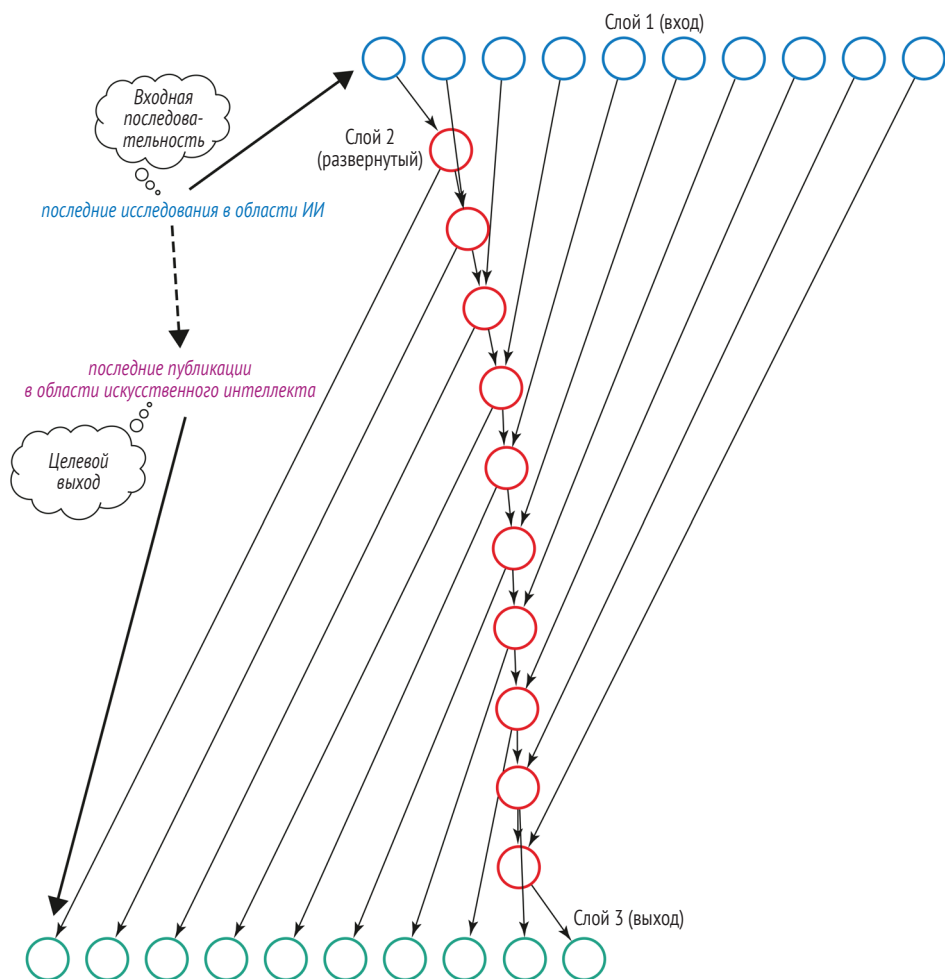 Слой 1 (вход)
Входная
последова-
тельность
Слой 2
(развернутый)
последние исследования в области ИИ
последние публикации
в области искусственного интеллекта
Целевой
выход
Слой 3 (выход)